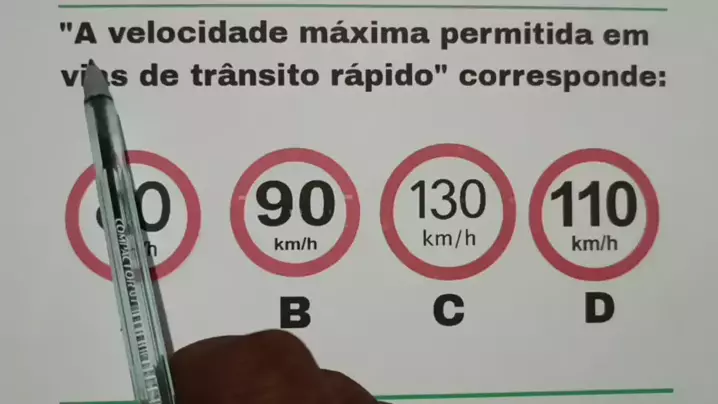 "A velocidade máxima permitida em
de trânsito rápido" corresponde:
90
km/h
130
km/h
110
km/h
B
C
D